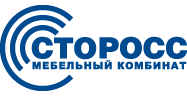 СТОРОСС
МЕБЕЛЬНЫЙ КОМБИНАТ